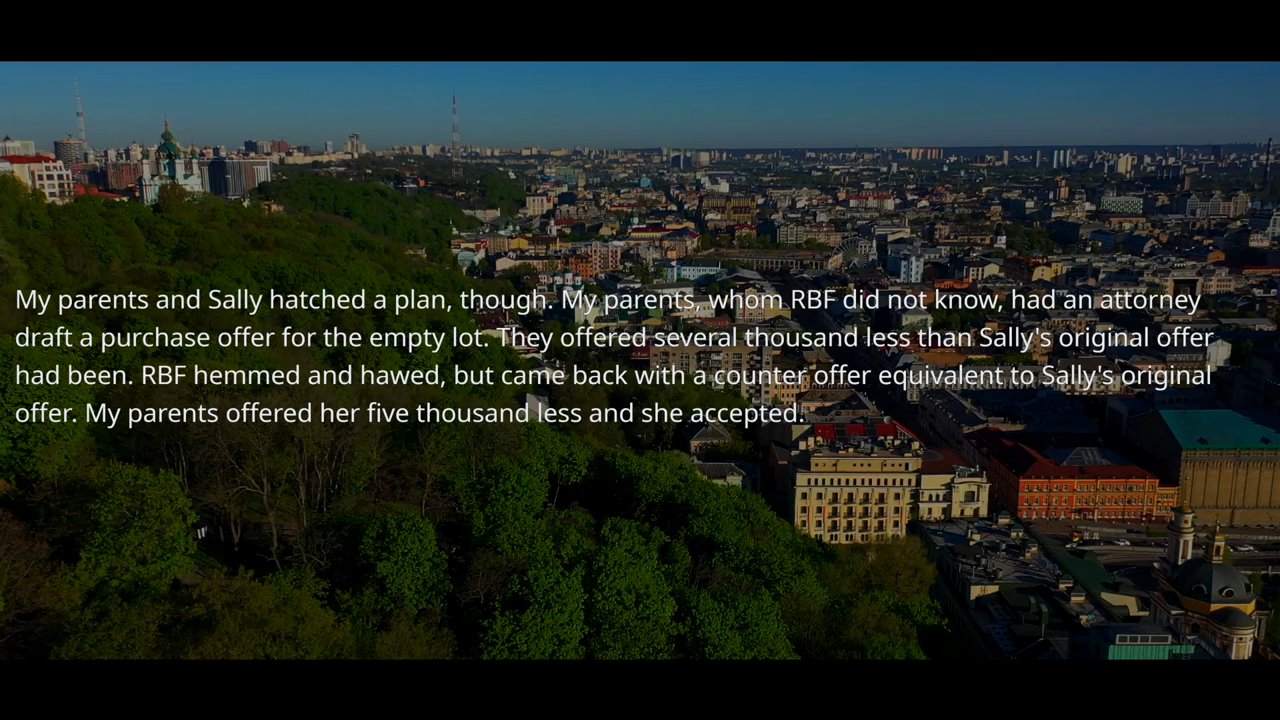 My parents and Sally hatched a plan, though. My parents, whom RBF did not know, had an attorney
draft a purchase offer for the empty lot. They offered several thousand less than Sally's original offer
had been. RBF hemmed and hawed, but came back with a counter offer equivalent to Sally's original
offer. My parents offered her five thousand less and she accepted.